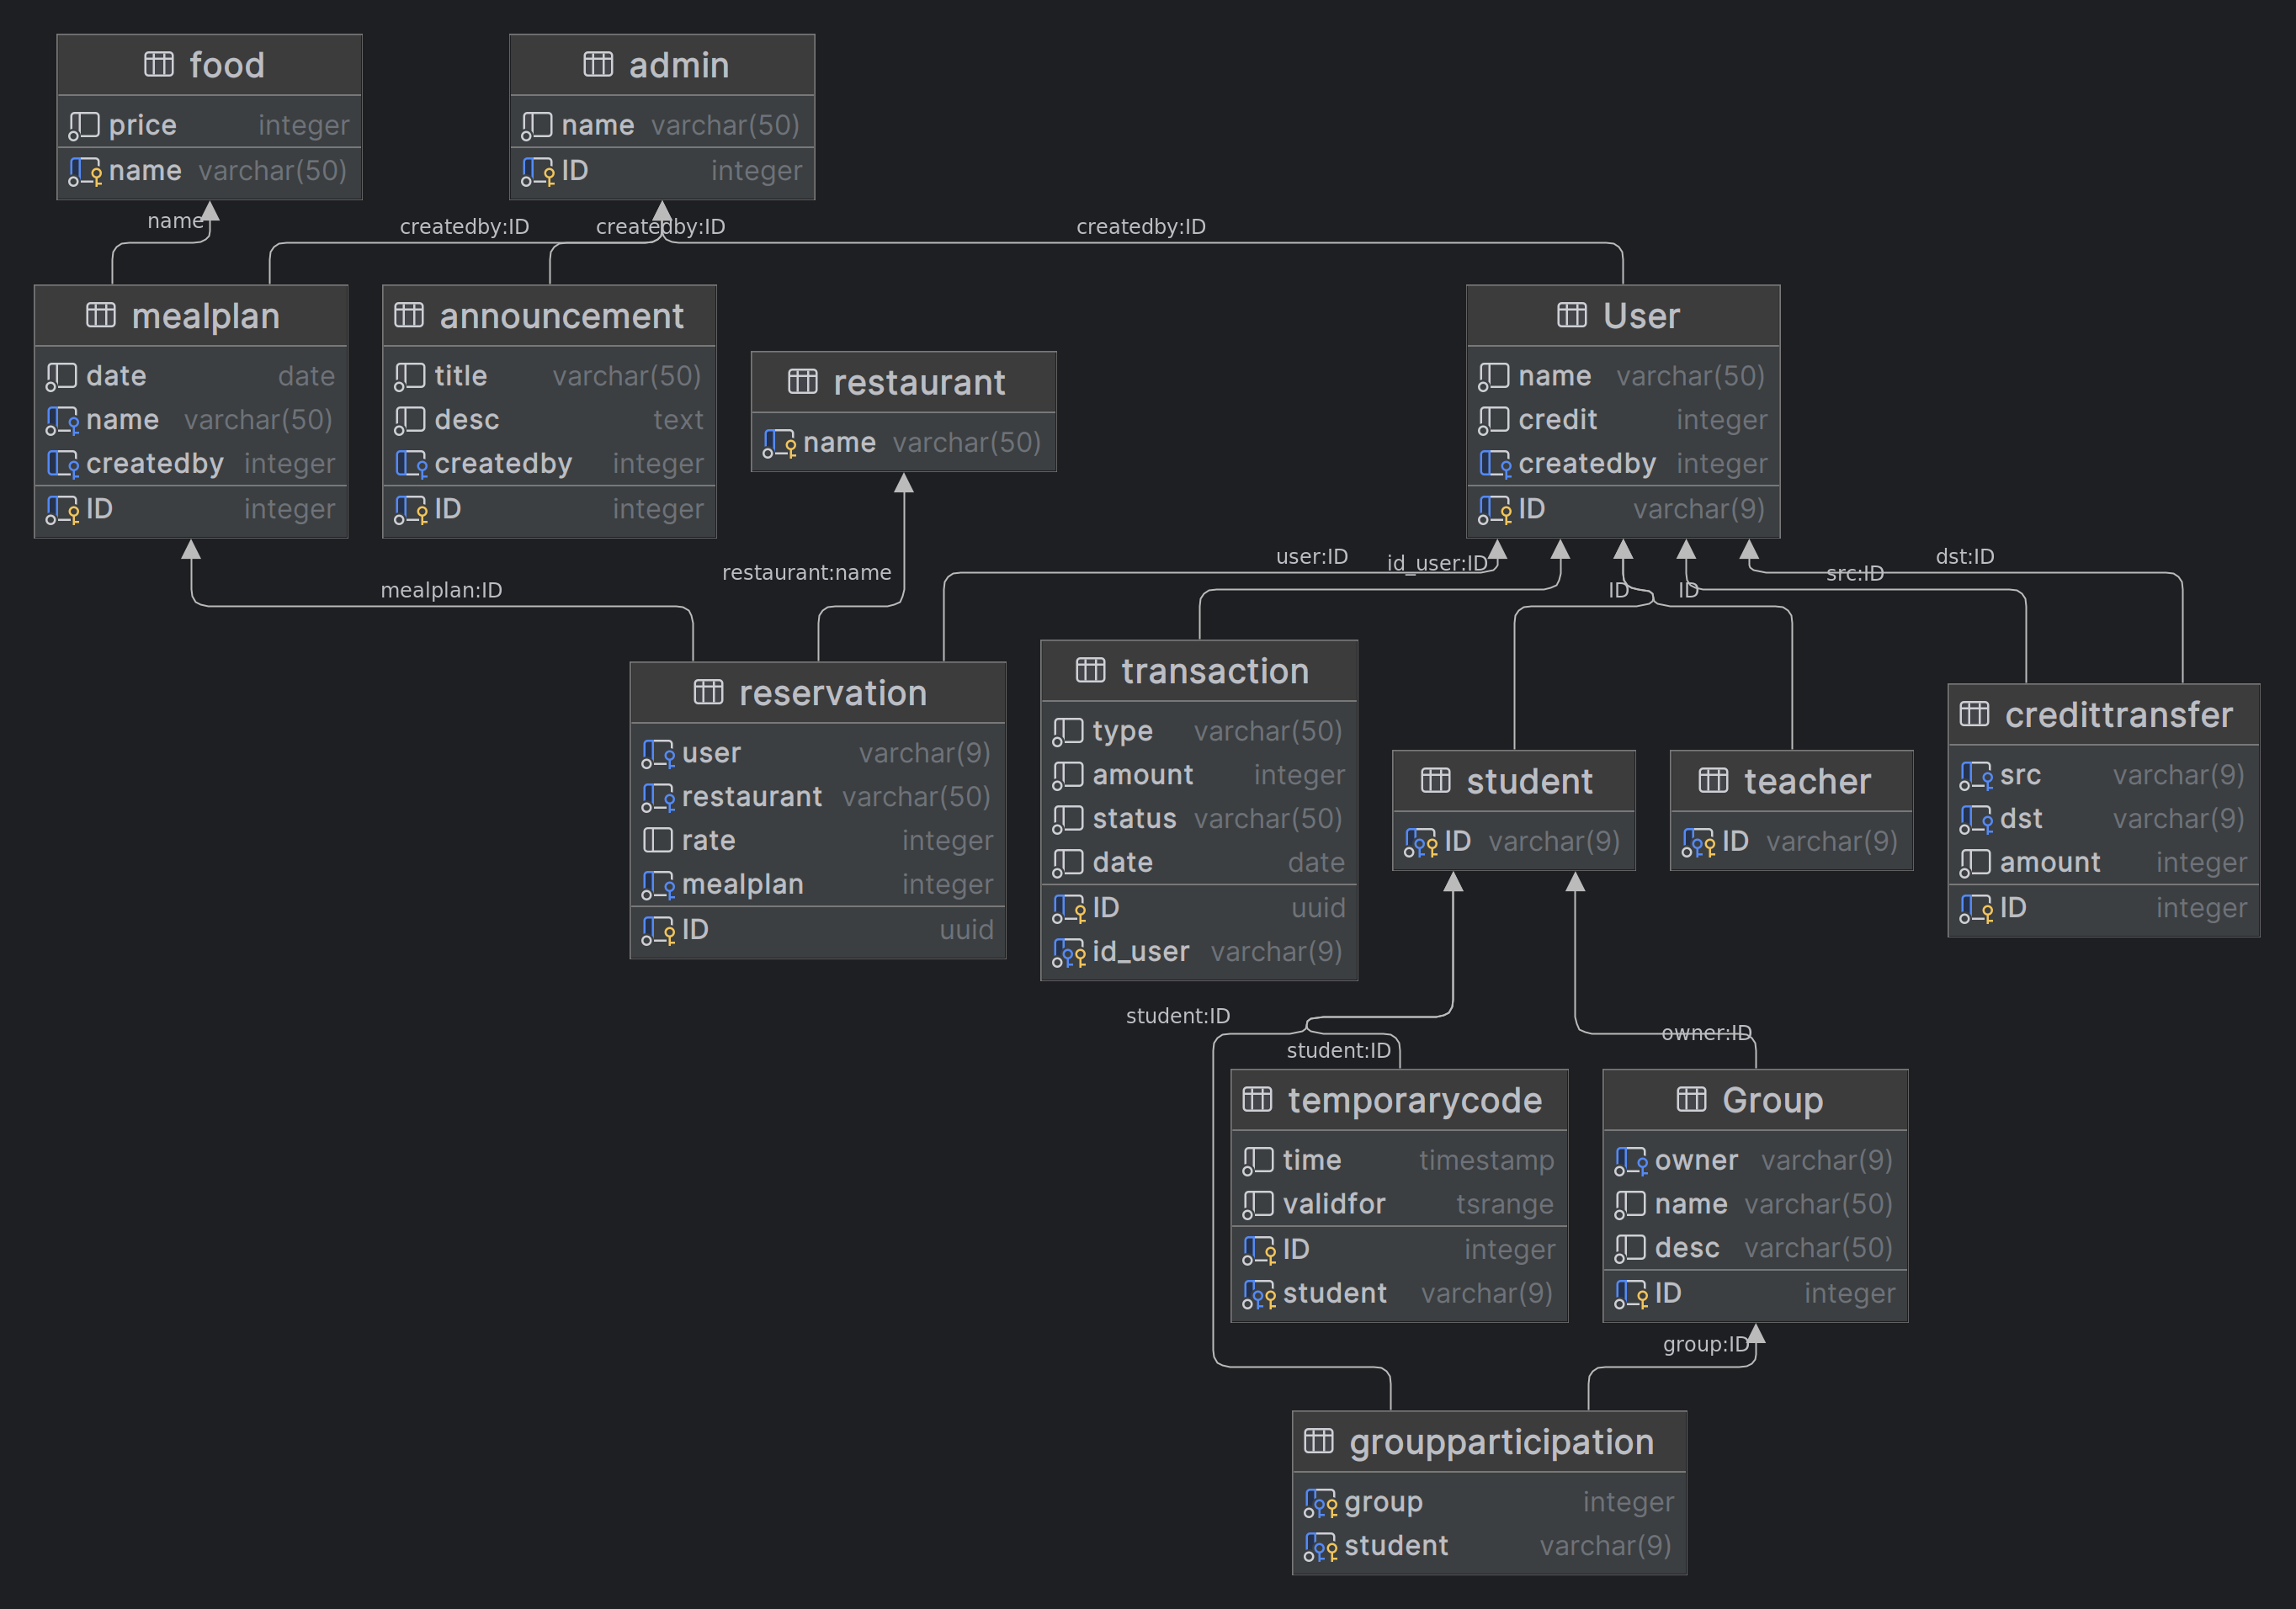 food
price integer
name varchar(50)
admin
name varchar(50)
ID integer
name
createdby:ID
createdby:ID
createdby:ID
mealplan
date date
name varchar(50)
createdby integer
ID integer
announcement
title varchar(50)
desc text
createdby integer
ID integer
restaurant
name varchar(50)
User
name varchar(50)
credit integer
createdby integer
ID varchar(9)
mealplan:ID
restaurant:name
user:ID
id_user:ID
ID
ID
src:ID
dst:ID
reservation
user varchar(9)
restaurant varchar(50)
rate integer
mealplan integer
ID uuid
transaction
type varchar(50)
amount integer
status varchar(50)
date date
ID uuid
id_user varchar(9)
student
ID varchar(9)
teacher
ID varchar(9)
credittransfer
src varchar(9)
dst varchar(9)
amount integer
ID integer
student:ID
student:ID
owner:ID
temporarycode
time timestamp
validfor tsrange
ID integer
student varchar(9)
Group
owner varchar(9)
name varchar(50)
desc varchar(50)
ID integer
group:ID
groupparticipation
group integer
student varchar(9)